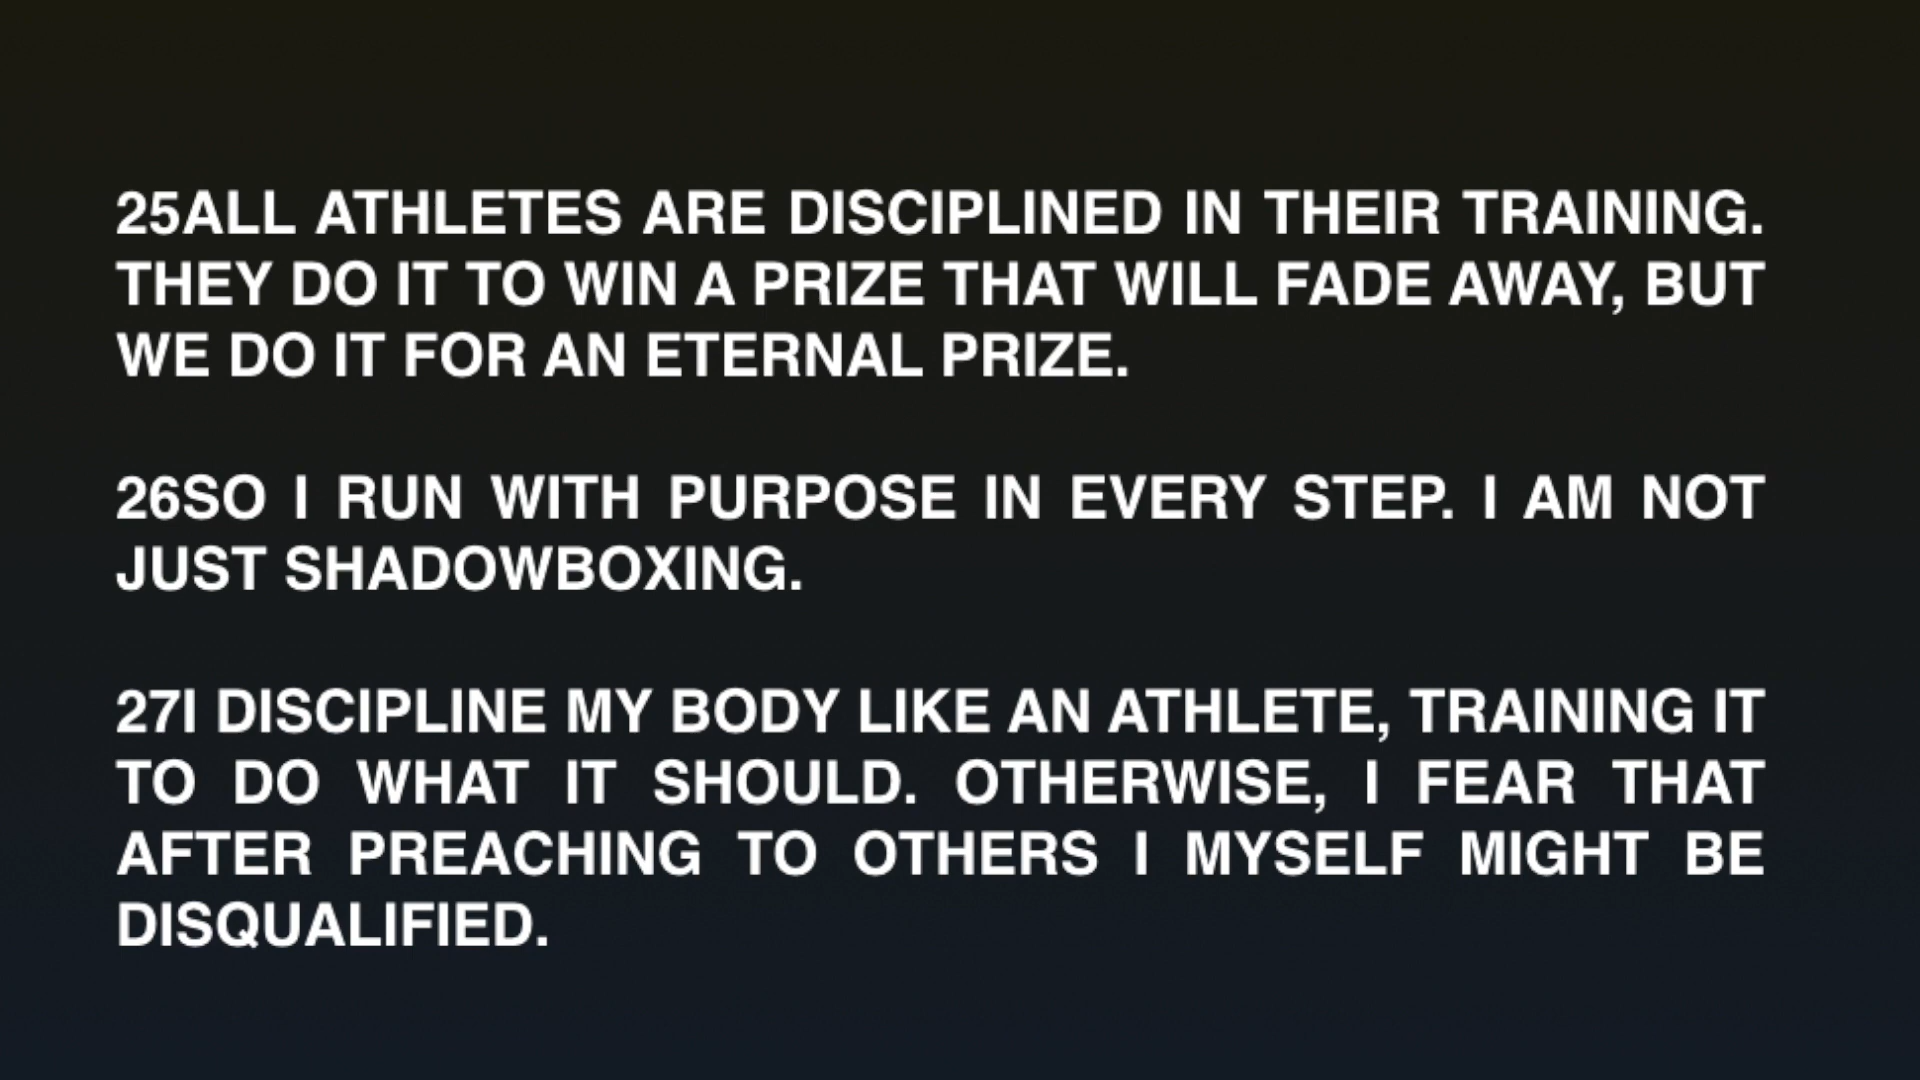 25ALL ATHLETES ARE DISCIPLINED IN THEIR TRAINING.
THEY DO IT TO WIN A PRIZE THAT WILL FADE AWAY, BUT
WE DO IT FOR AN ETERNAL PRIZE.
26SO I RUN WITH PURPOSE IN EVERY STEP. I AM NOT
JUST SHADOWBOXING.
27I DISCIPLINE MY BODY LIKE AN ATHLETE, TRAINING IT
TO DO WHAT IT SHOULD. OTHERWISE, I FEAR THAT
AFTER PREACHING TO OTHERS I MYSELF MIGHT BE
DISQUALIFIED.